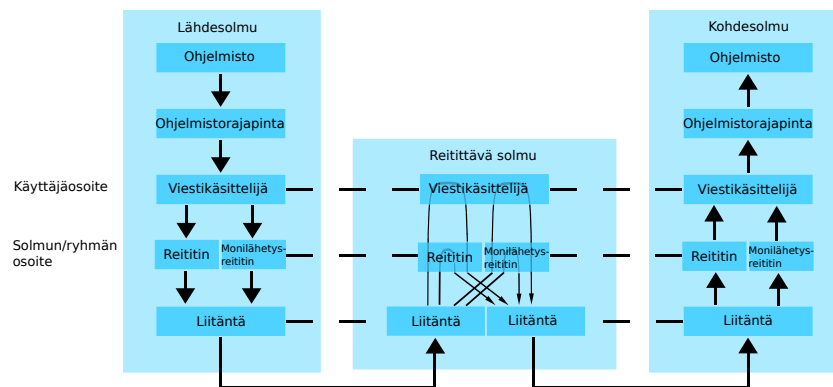 Lähdesolmu
Ohjelmisto
Ohjelmistorajapinta
Käyttäjäosoite
Viestikäsittelijä
Solmun/ryhmän
osoite
Reititin
Monilähetys-
reititin
Liitäntä
Reitittävä solmu
Viestikäsittelijä
Reititin
Monilähetys-
reititin
Liitäntä
Liitäntä
Kohdesolmu
Ohjelmisto
Ohjelmistorajapinta
Viestikäsittelijä
Reititin
Monilähetys-
reititin
Liitäntä